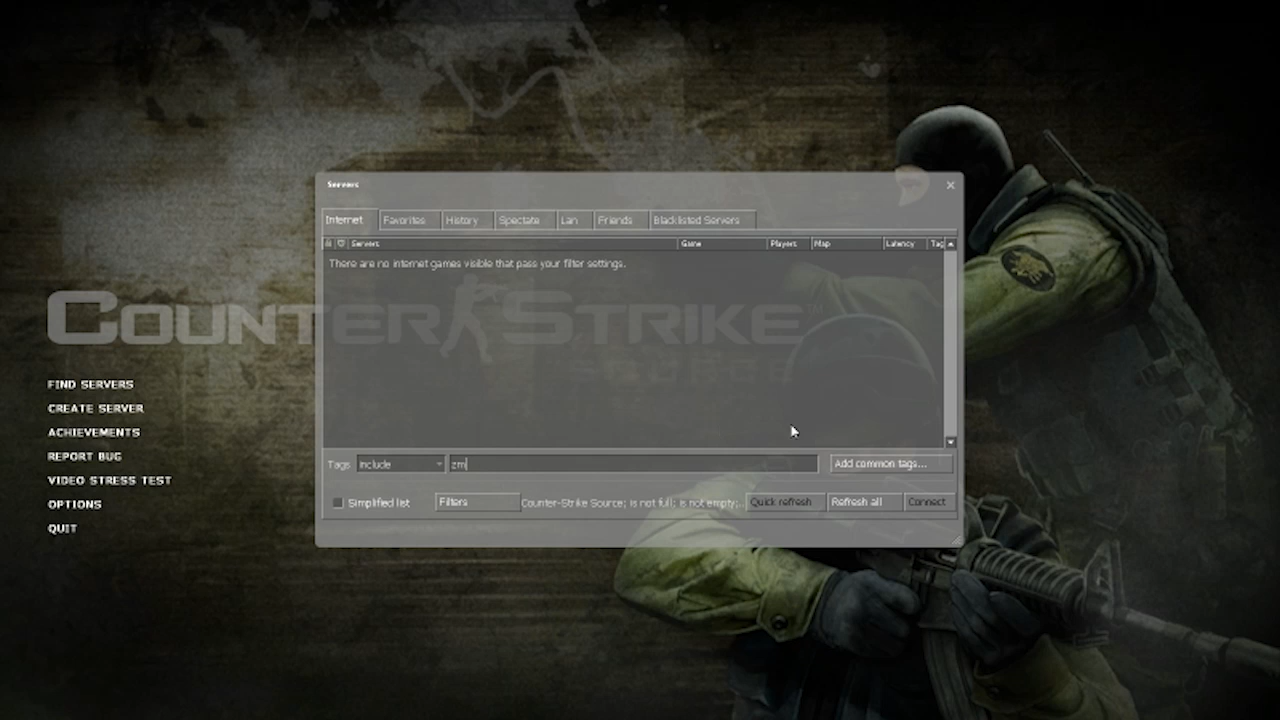 Servers
Internet Favorites History Spectate Lan Friends Blacklisted Servers
Servers Game Players Map Latency Tag
There are no internet games visible that pass your filter settings.
COUNTER STRIKE
SOURCE
FIND SERVERS
CREATE SERVER
ACHIEVEMENTS
REPORT BUG
VIDEO STRESS TEST
OPTIONS
QUIT
Tags include zm Add common tags...
Simplified list Filters Counter-Strike Source; is not full; is not empty; Quick refresh Refresh all Connect